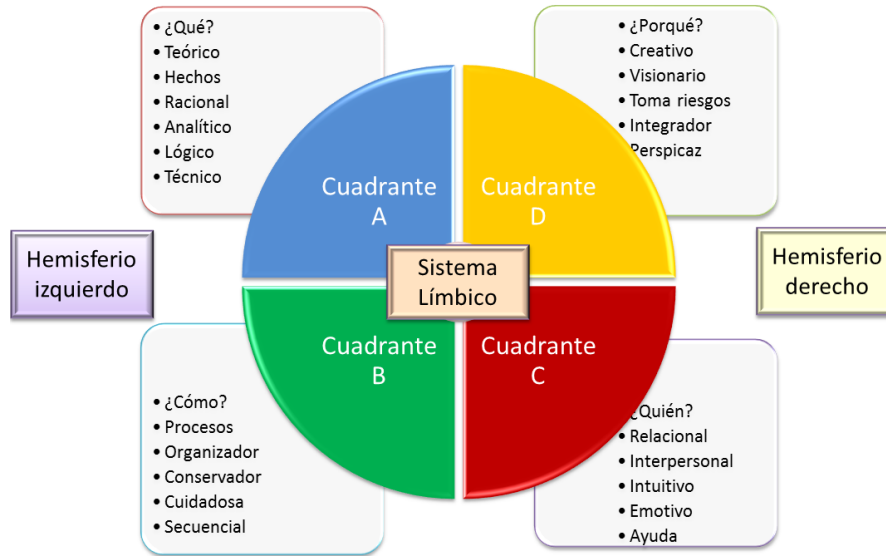 • ¿Qué?
• Teórico
• Hechos
• Racional
• Analítico
• Lógico
• Técnico
• ¿Porqué?
• Creativo
• Visionario
• Toma riesgos
• Integrador
Perspicaz
Cuadrante
A
Cuadrante
D
Hemisferio
izquierdo
Sistema
Límbico
Hemisferio
derecho
Cuadrante
B
Cuadrante
C
• ¿Cómo?
• Procesos
• Organizador
• Conservador
• Cuidadosa
• Secuencial
¿Quién?
• Relacional
• Interpersonal
• Intuitivo
• Emotivo
• Ayuda